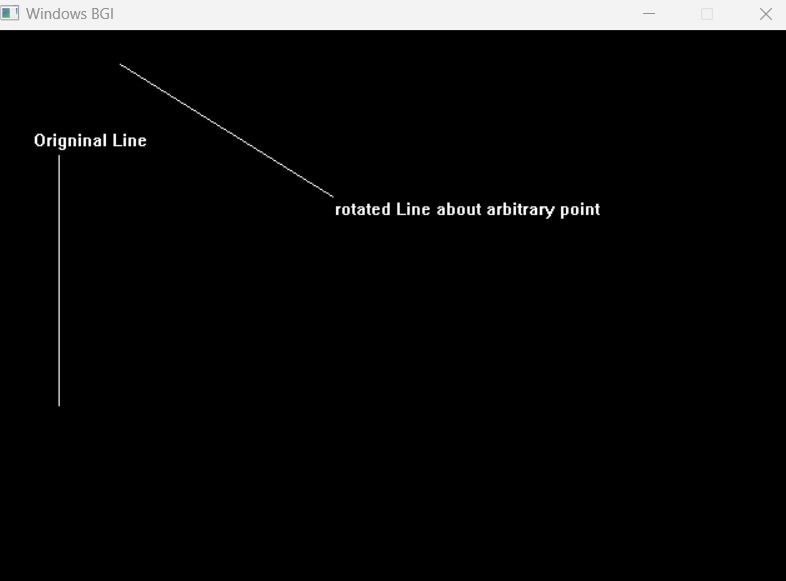 Windows BGI
Origninal Line
rotated Line about arbitrary point